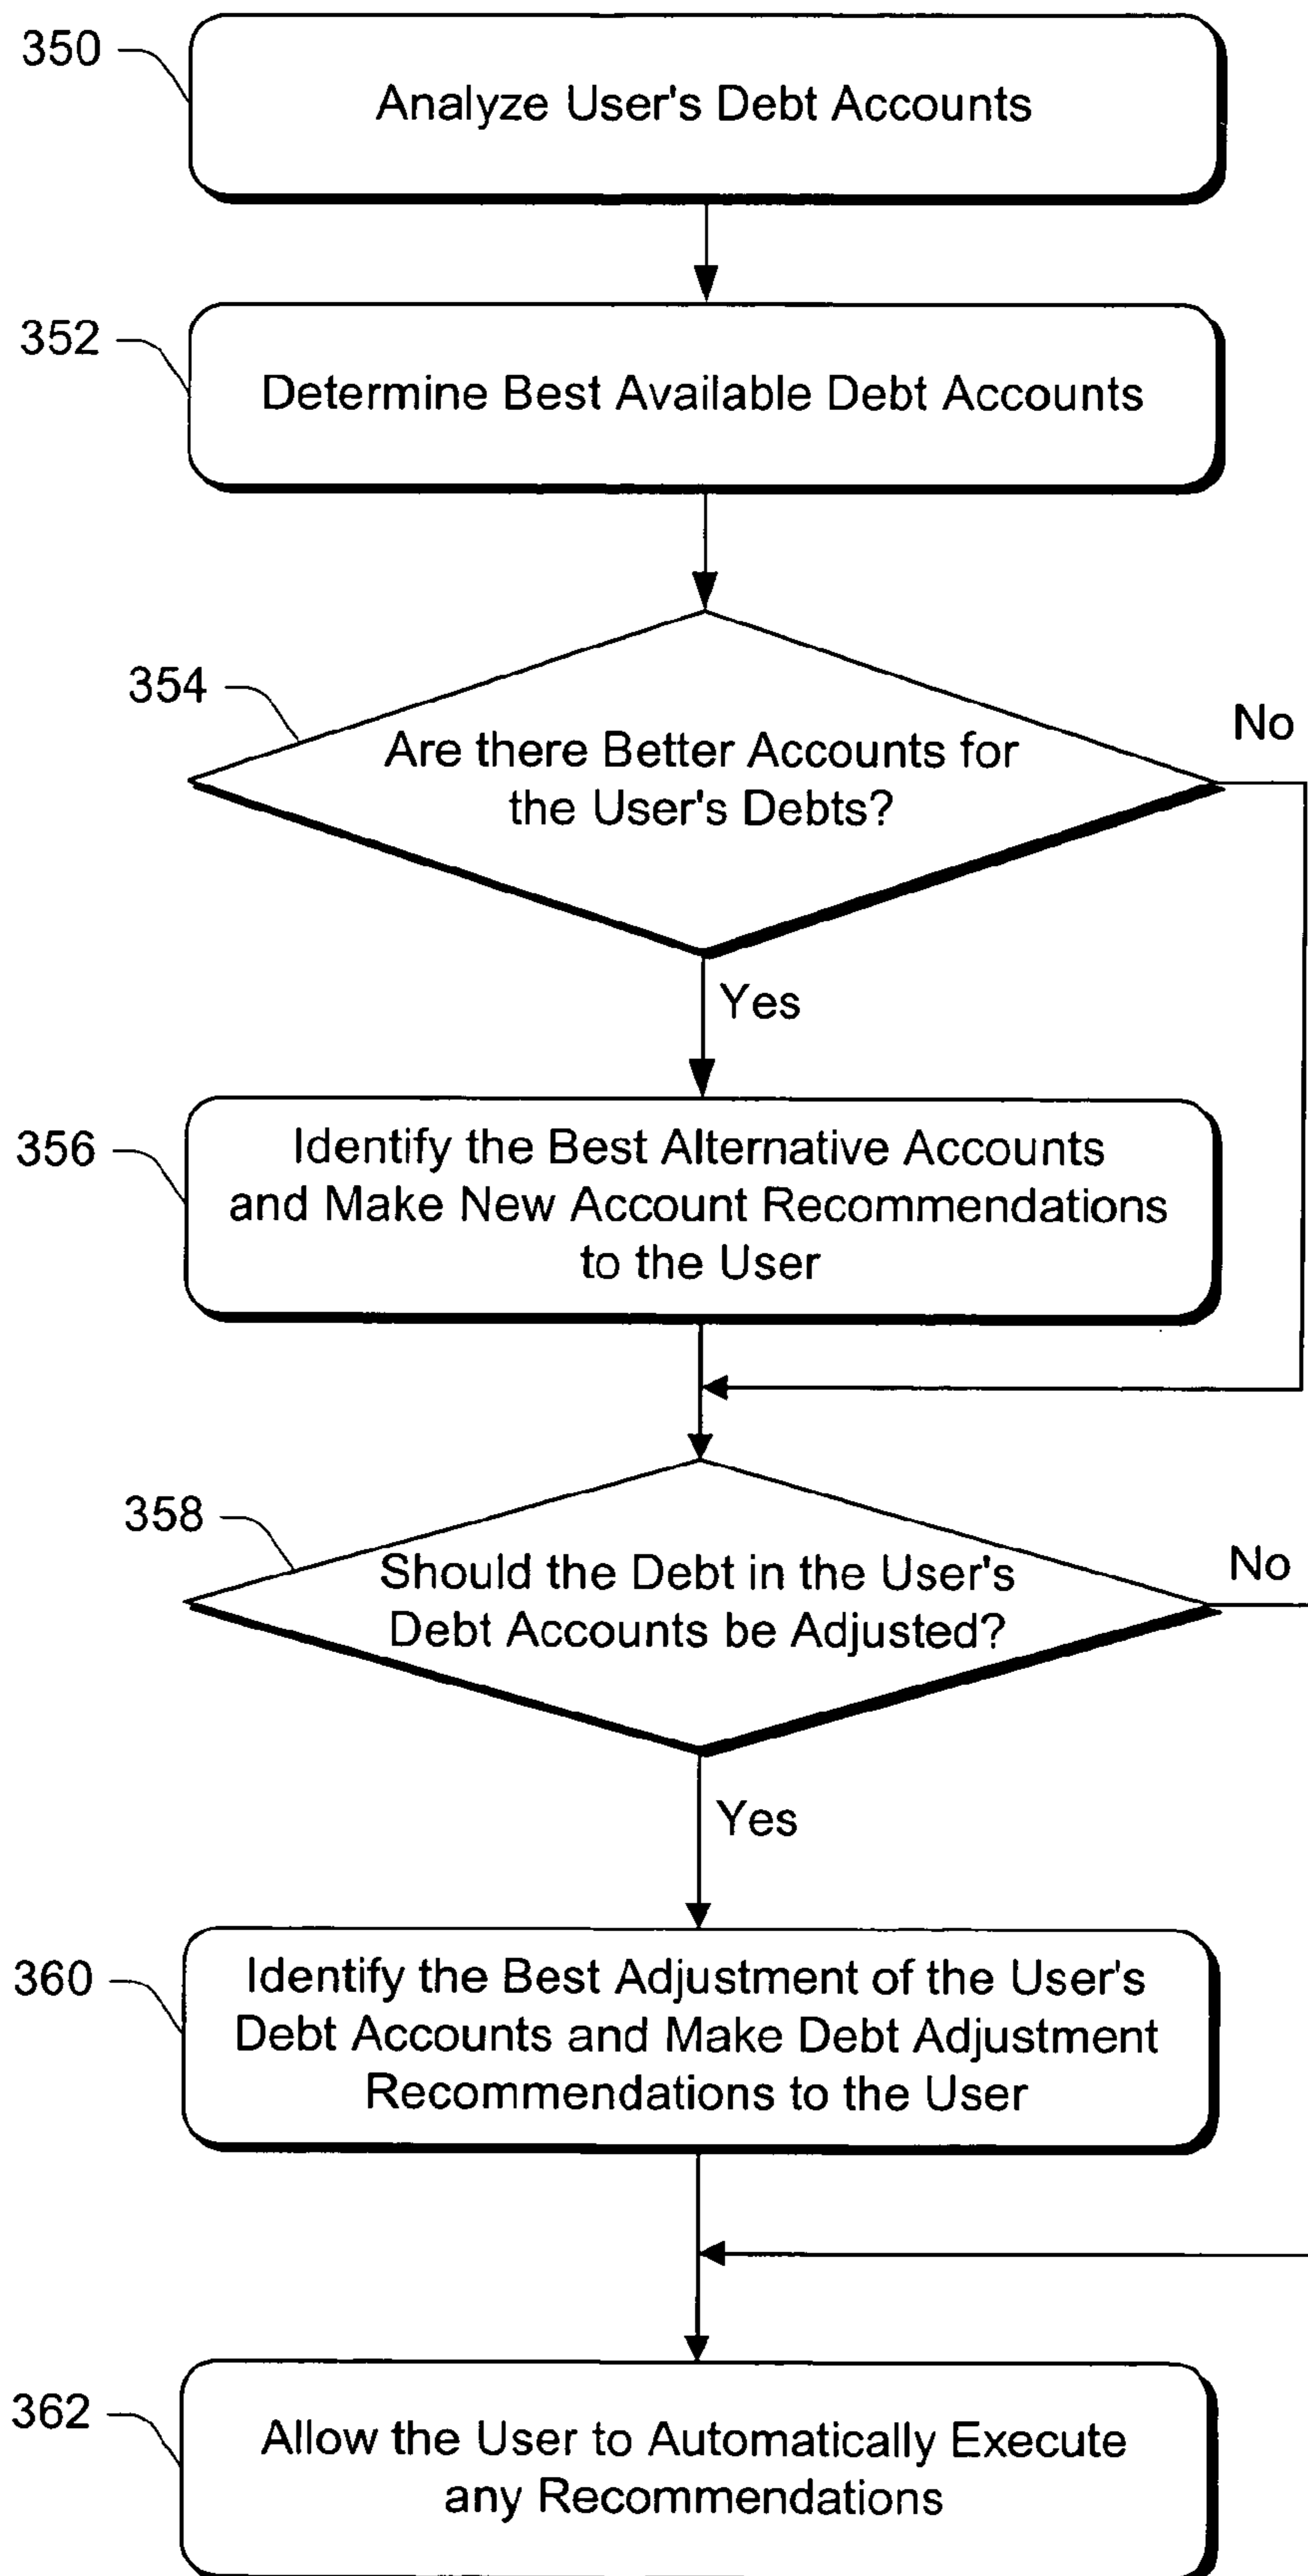 350
Analyze User's Debt Accounts
352
Determine Best Available Debt Accounts
354
Are there Better Accounts for
the User's Debts?
No
Yes
356
Identify the Best Alternative Accounts
and Make New Account Recommendations
to the User
358
Should the Debt in the User's
Debt Accounts be Adjusted?
No
Yes
360
Identify the Best Adjustment of the User's
Debt Accounts and Make Debt Adjustment
Recommendations to the User
362
Allow the User to Automatically Execute
any Recommendations